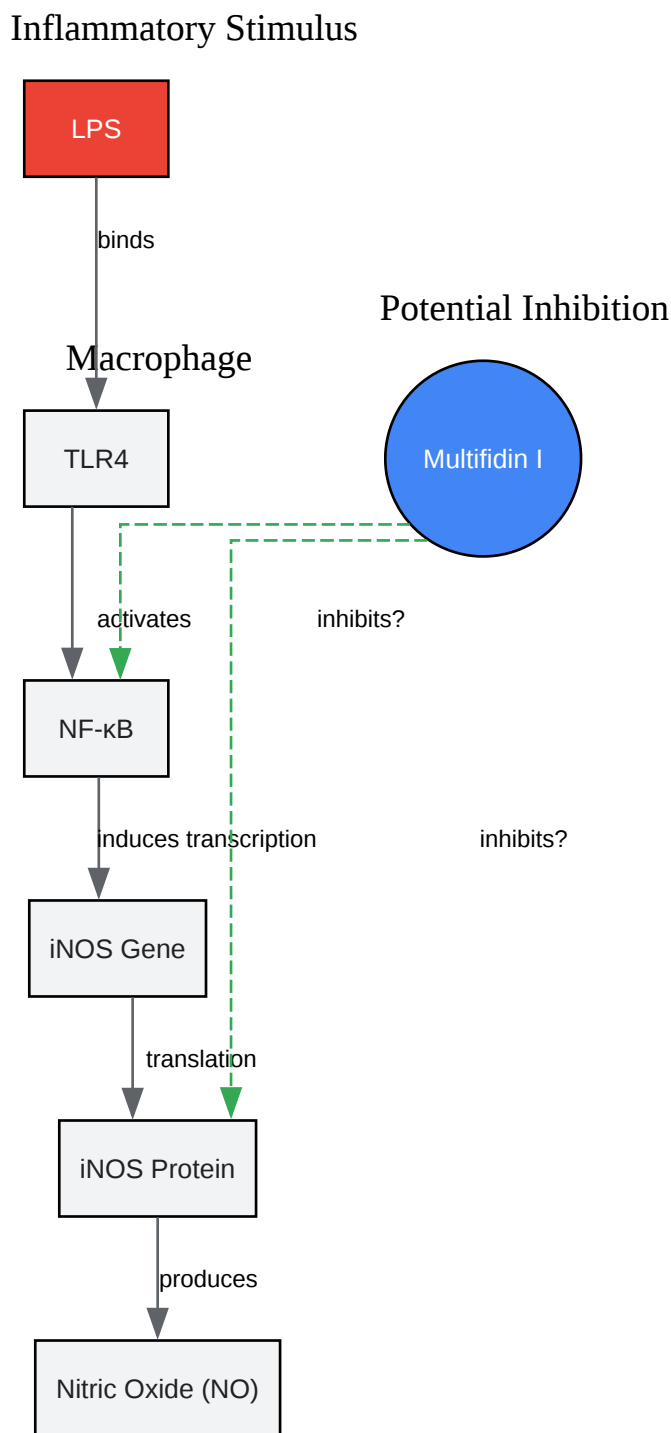 Inflammatory Stimulus
LPS
binds
Potential Inhibition
Macrophage
TLR4
Multifidin I
activates
inhibits?
NF-κB
induces transcription
inhibits?
iNOS Gene
translation
iNOS Protein
produces
Nitric Oxide (NO)